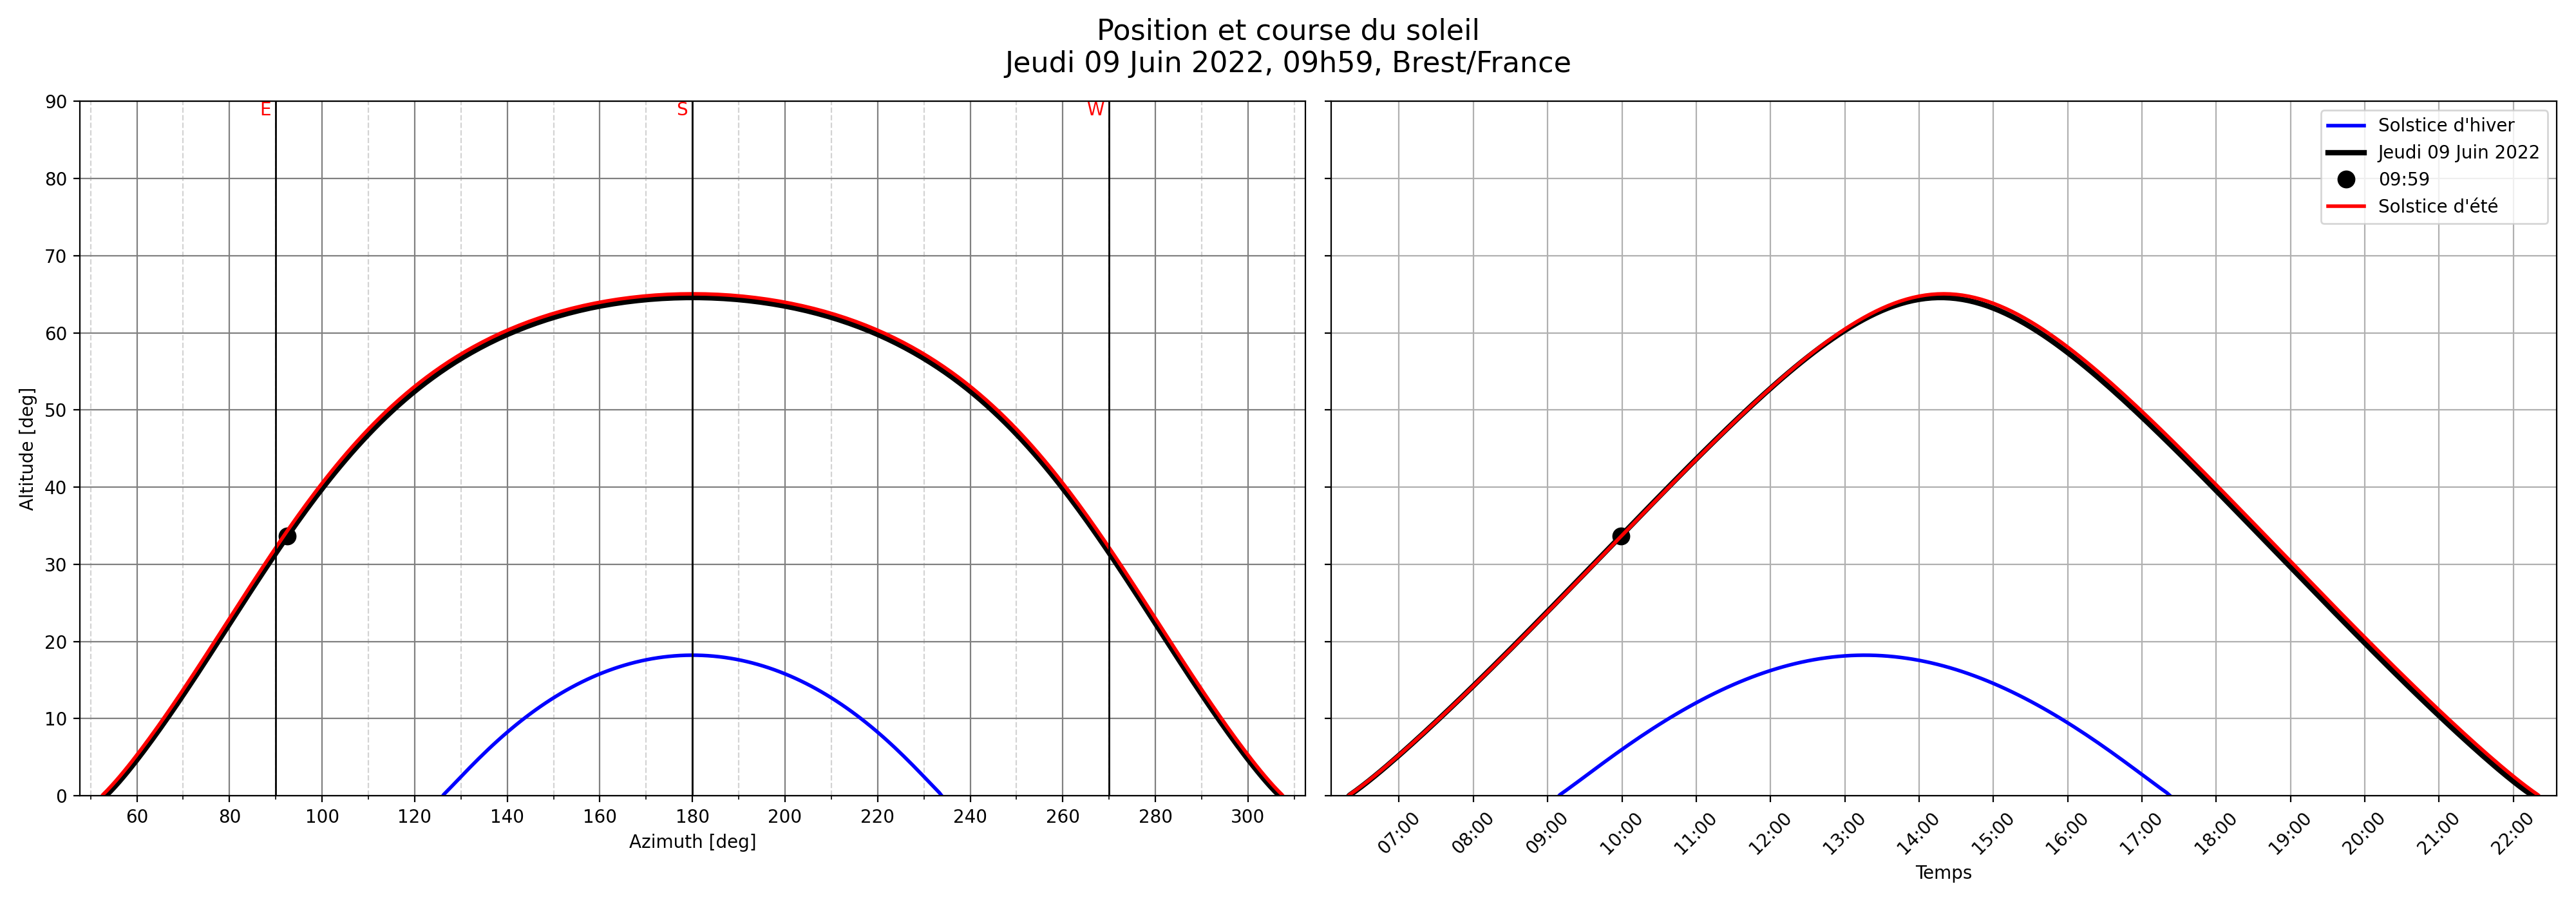 Position et course du soleil
Jeudi 09 Juin 2022, 09h59, Brest/France
E S W
90
80
70
60
50
40
30
20
10
0
Altitude [deg]
60 80 100 120 140 160 180 200 220 240 260 280 300
Azimuth [deg]
Solstice d'hiver
Jeudi 09 Juin 2022
09:59
Solstice d'été
07:00 08:00 09:00 10:00 11:00 12:00 13:00 14:00 15:00 16:00 17:00 18:00 19:00 20:00 21:00 22:00
Temps